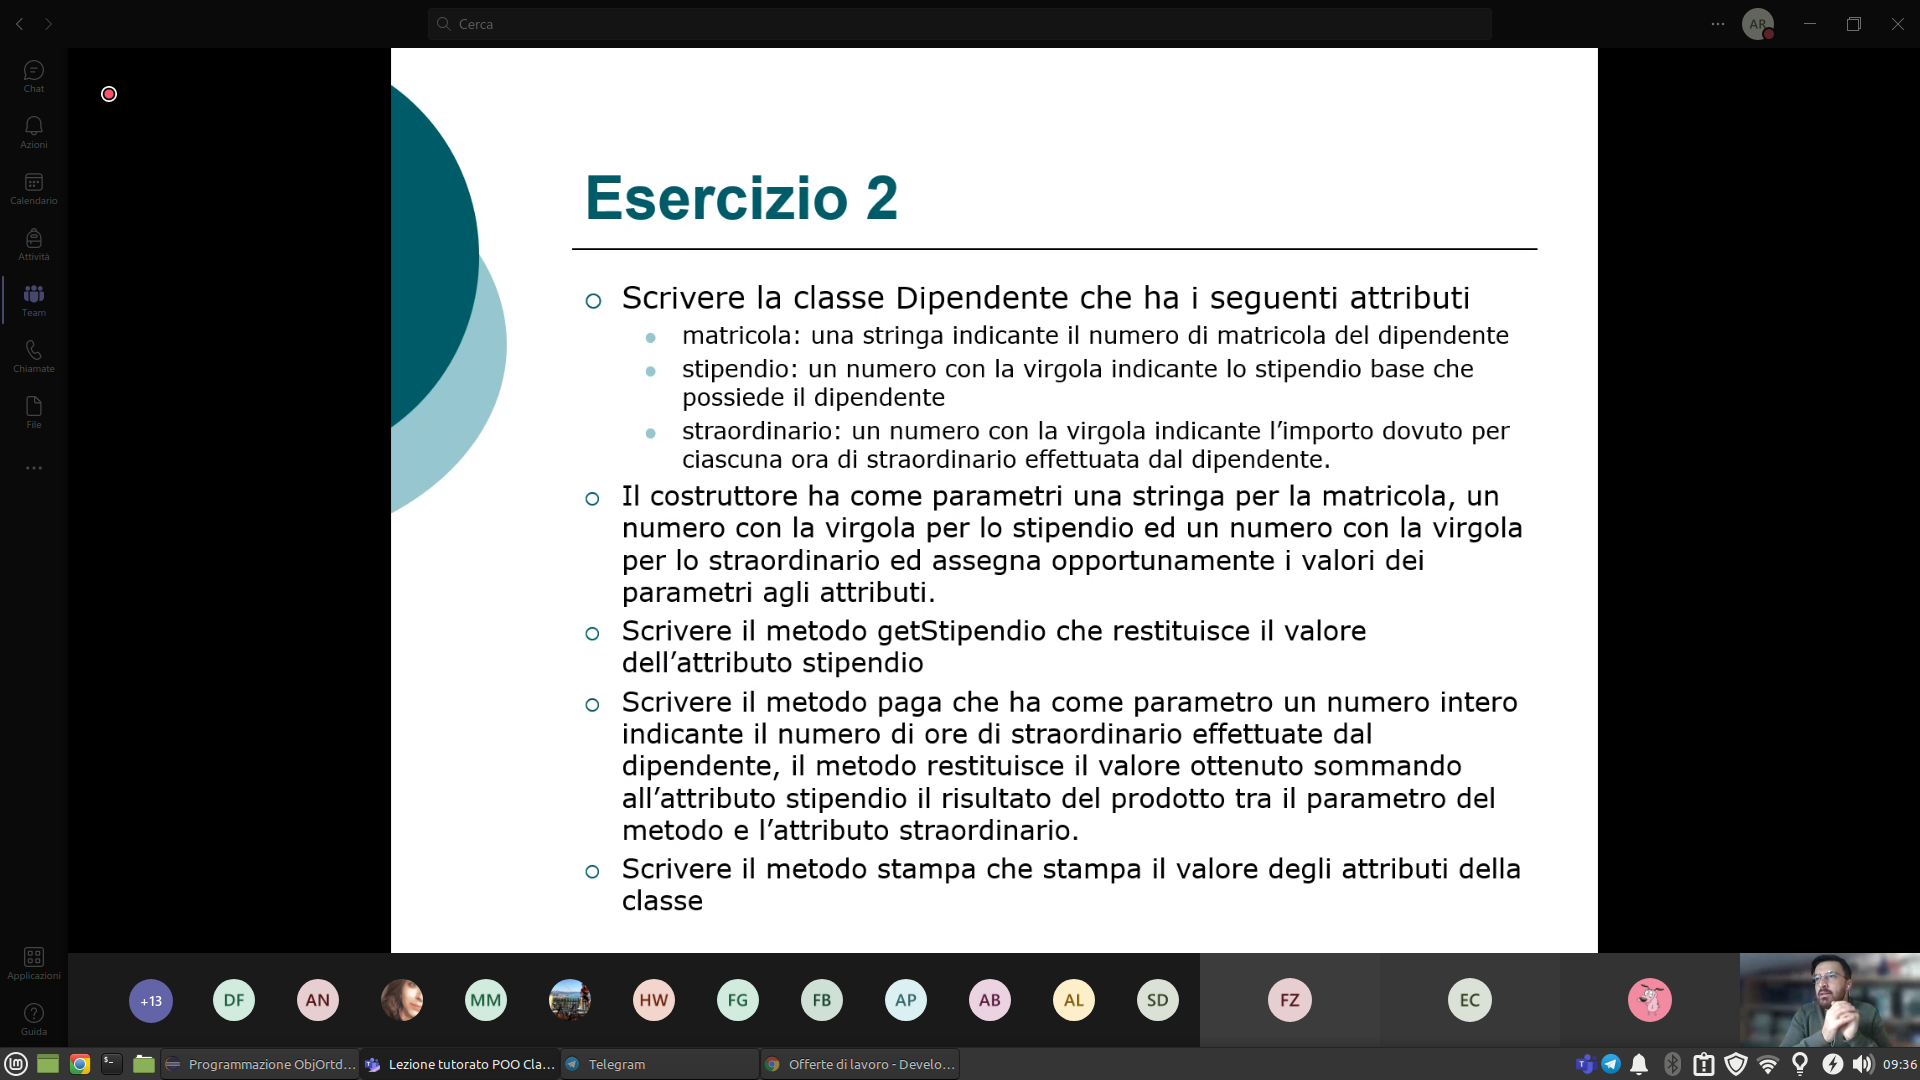 Cerca
AR
Chat
Azioni
Calendario
Attività
Team
Chiamate
File
Applicazioni
Guida
Esercizio 2
Scrivere la classe Dipendente che ha i seguenti attributi
matricola: una stringa indicante il numero di matricola del dipendente
stipendio: un numero con la virgola indicante lo stipendio base che
possiede il dipendente
straordinario: un numero con la virgola indicante l’importo dovuto per
ciascuna ora di straordinario effettuata dal dipendente.
Il costruttore ha come parametri una stringa per la matricola, un
numero con la virgola per lo stipendio ed un numero con la virgola
per lo straordinario ed assegna opportunamente i valori dei
parametri agli attributi.
Scrivere il metodo getStipendio che restituisce il valore
dell’attributo stipendio
Scrivere il metodo paga che ha come parametro un numero intero
indicante il numero di ore di straordinario effettuate dal
dipendente, il metodo restituisce il valore ottenuto sommando
all’attributo stipendio il risultato del prodotto tra il parametro del
metodo e l’attributo straordinario.
Scrivere il metodo stampa che stampa il valore degli attributi della
classe
+13 DF AN MM HW FG FB AP AB AL SD FZ EC
Programmazione ObjOrtd... Lezione tutorato POO Cla... Telegram Offerte di lavoro - Develo... 09:36